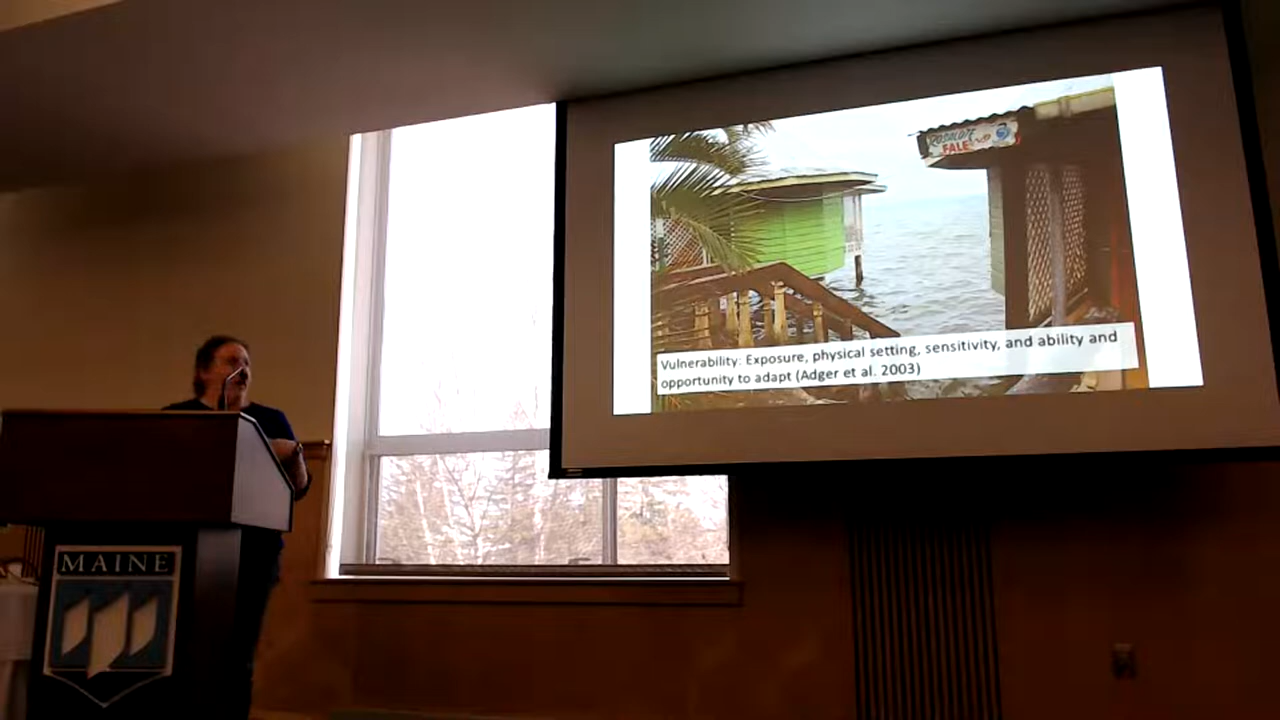 FALE
Vulnerability: Exposure, physical setting, sensitivity, and ability and
opportunity to adapt (Adger et al. 2003)
MAINE